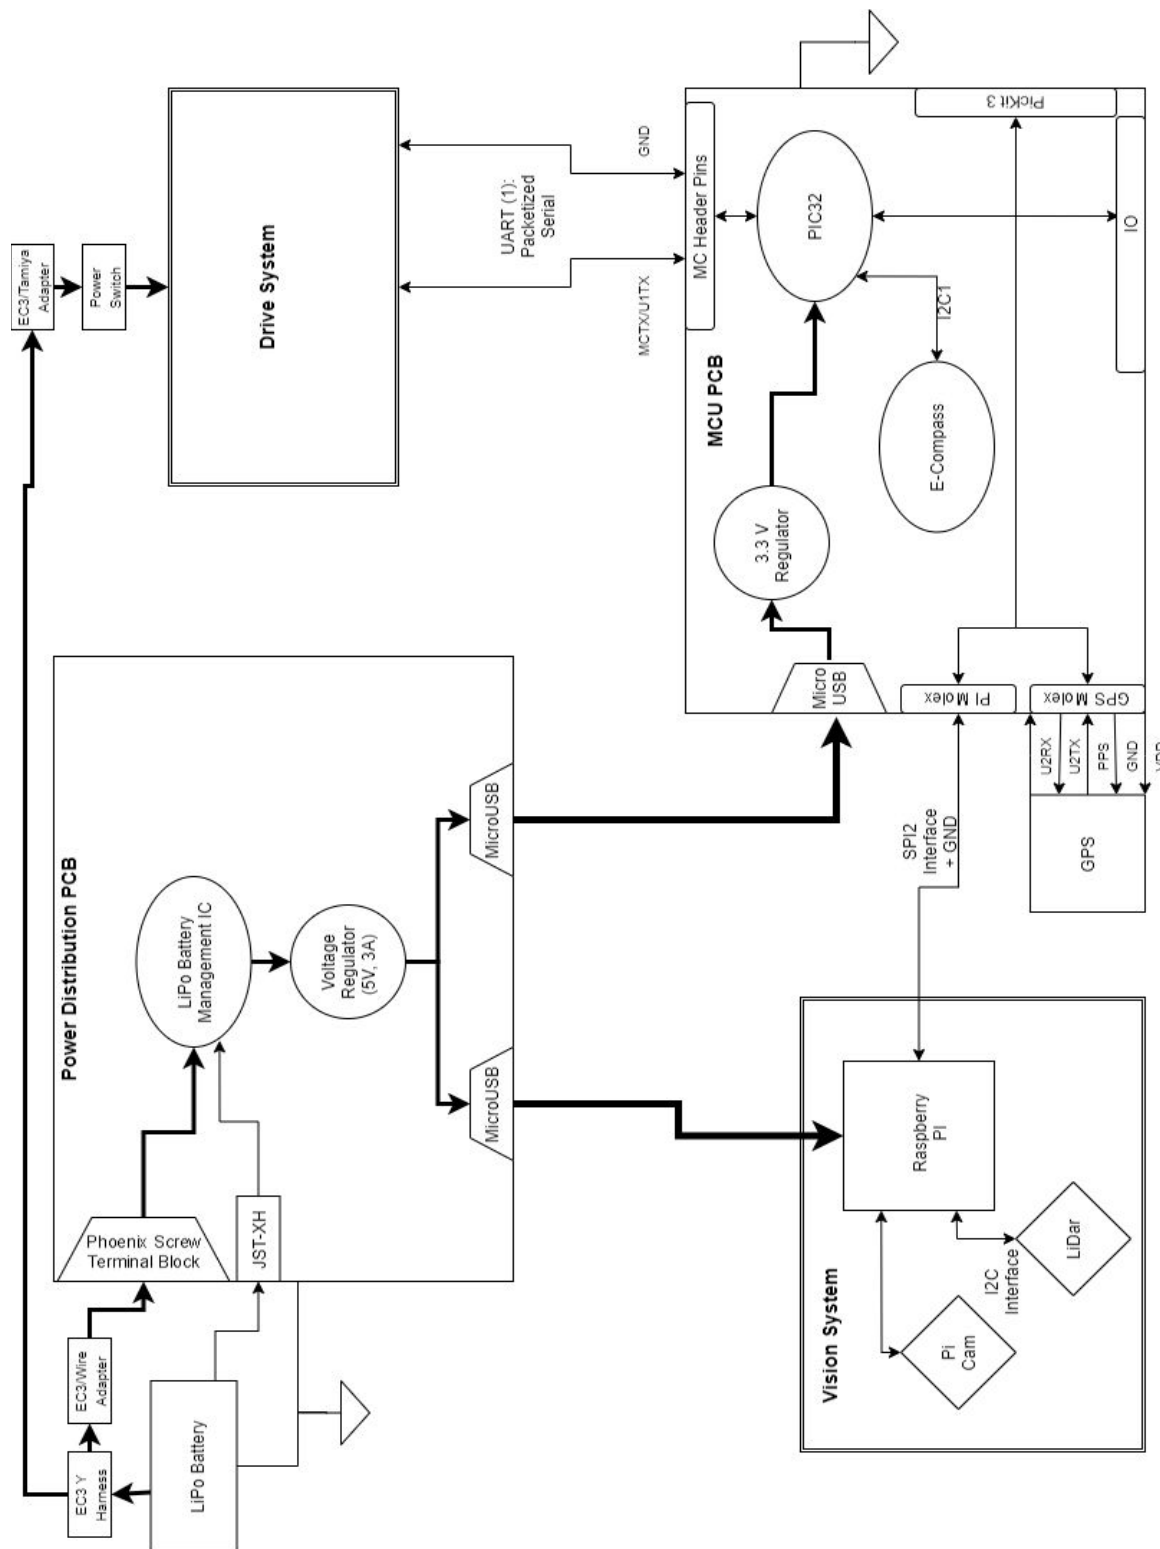 EC3 Y
Harness
EC3/Wire
Adapter
LiPo Battery
Phoenix Screw
Terminal Block
JST-XH
Power Distribution PCB
LiPo Battery
Management IC
Voltage
Regulator
(5V, 3A)
MicroUSB
MicroUSB
EC3/Tamiya
Adapter
Power
Switch
Drive System
UART (1):
Packetized
Serial
MCTX/U1TX
GND
Vision System
Pi
Cam
I2C
Interface
LiDar
Raspberry
PI
SPI2
Interface
+ GND
MCU PCB
Micro
USB
3.3 V
Regulator
MC Header Pins
PIC32
I2C1
E-Compass
PicKit 3
IO
PI Molex
GPS Molex
U2RX
U2TX
PPS
GND
GPS